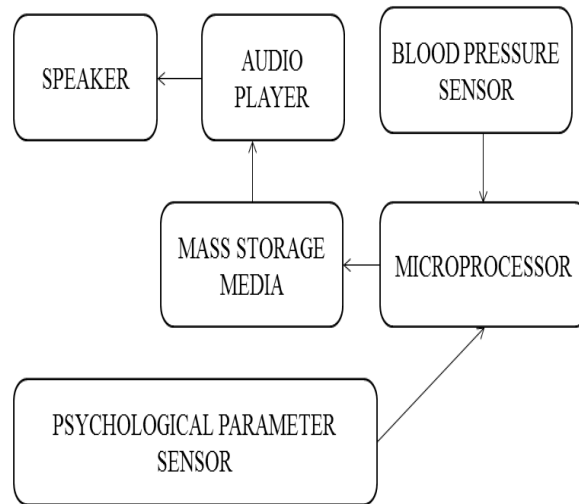 SPEAKER
AUDIO
PLAYER
BLOOD PRESSURE
SENSOR
MASS STORAGE
MEDIA
MICROPROCESSOR
PSYCHOLOGICAL PARAMETER
SENSOR